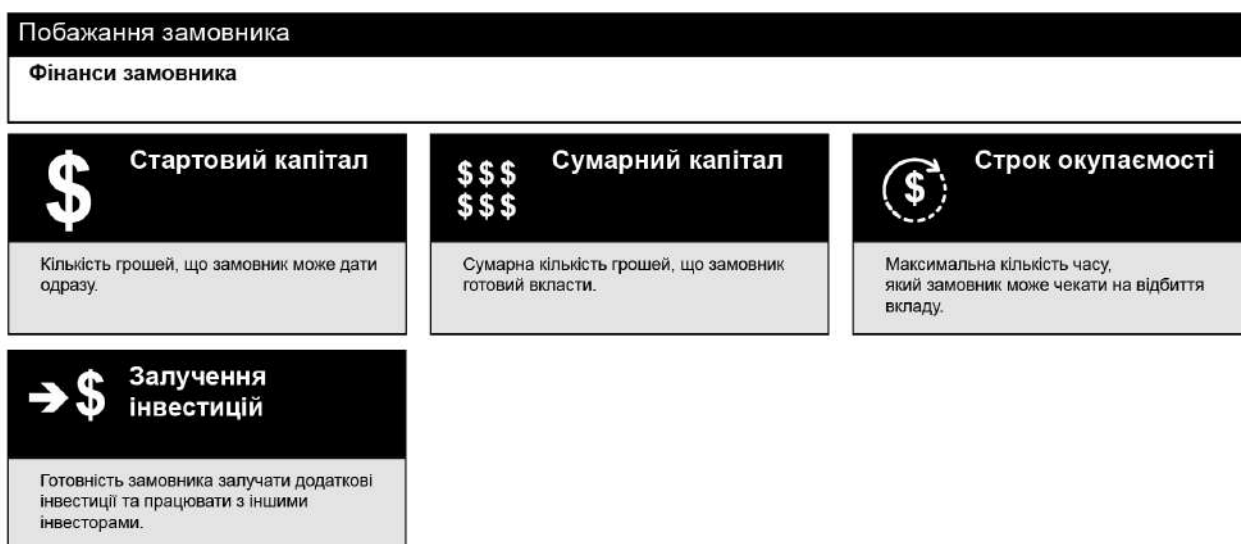 Побажання замовника
Фінанси замовника
$
Стартовий капітал
Кількість грошей, що замовник може дати
одразу.
$$$
$$$
Сумарний капітал
Сумарна кількість грошей, що замовник
готовий вкласти.
$
Строк окупаємості
Максимальна кількість часу,
який замовник може чекати на відбиття
вкладу.
$
Залучення
інвестицій
Готовність замовника залучати додаткові
інвестиції та працювати з іншими
інвесторами.